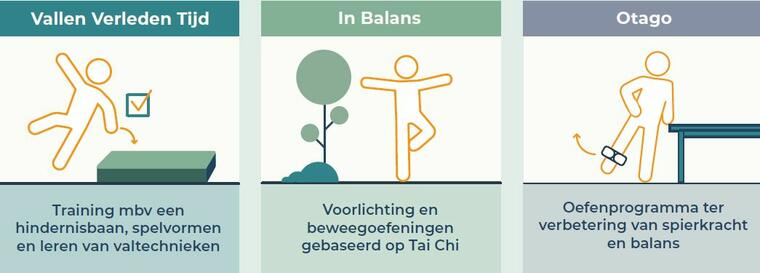 Vallen Verleden Tijd
Training mbv een
hindernisbaan, spelvormen
en leren van valtechnieken
In Balans
Voorlichting en
beweegoefeningen
gebaseerd op Tai Chi
Otago
Oefenprogramma ter
verbetering van spierkracht
en balans